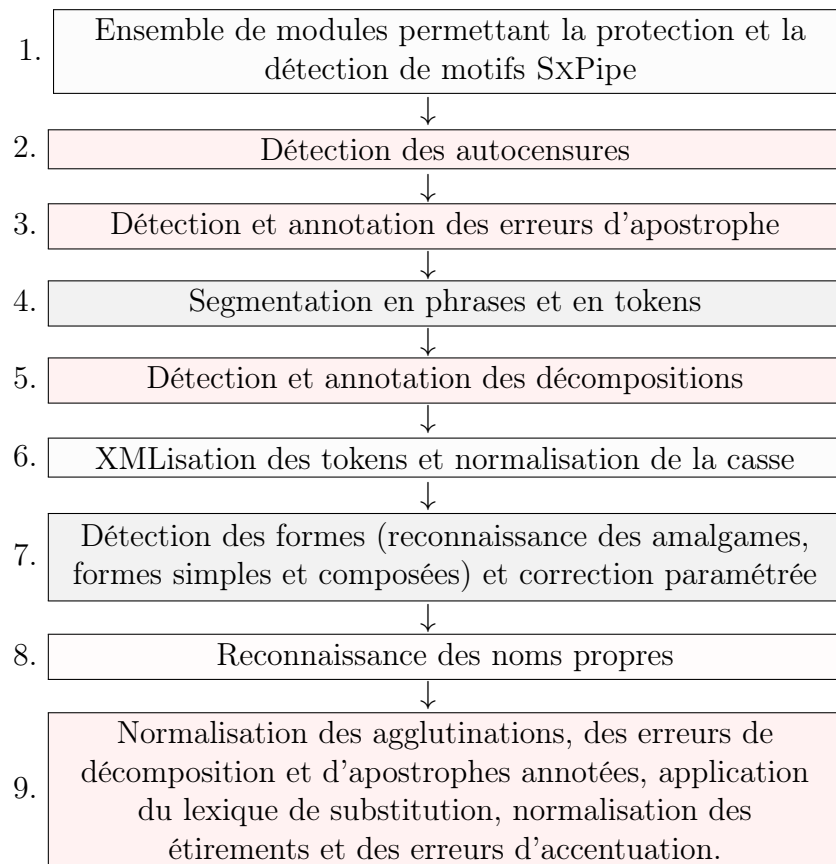 1. Ensemble de modules permettant la protection et la
détection de motifs SxPipe
↓
2. Détection des autocensures
↓
3. Détection et annotation des erreurs d'apostrophe
↓
4. Segmentation en phrases et en tokens
↓
5. Détection et annotation des décompositions
↓
6. XMLisation des tokens et normalisation de la casse
↓
7. Détection des formes (reconnaissance des amalgames,
formes simples et composées) et correction paramétrée
↓
8. Reconnaissance des noms propres
↓
9. Normalisation des agglutinations, des erreurs de
décomposition et d'apostrophes annotées, application
du lexique de substitution, normalisation des
étirements et des erreurs d'accentuation.